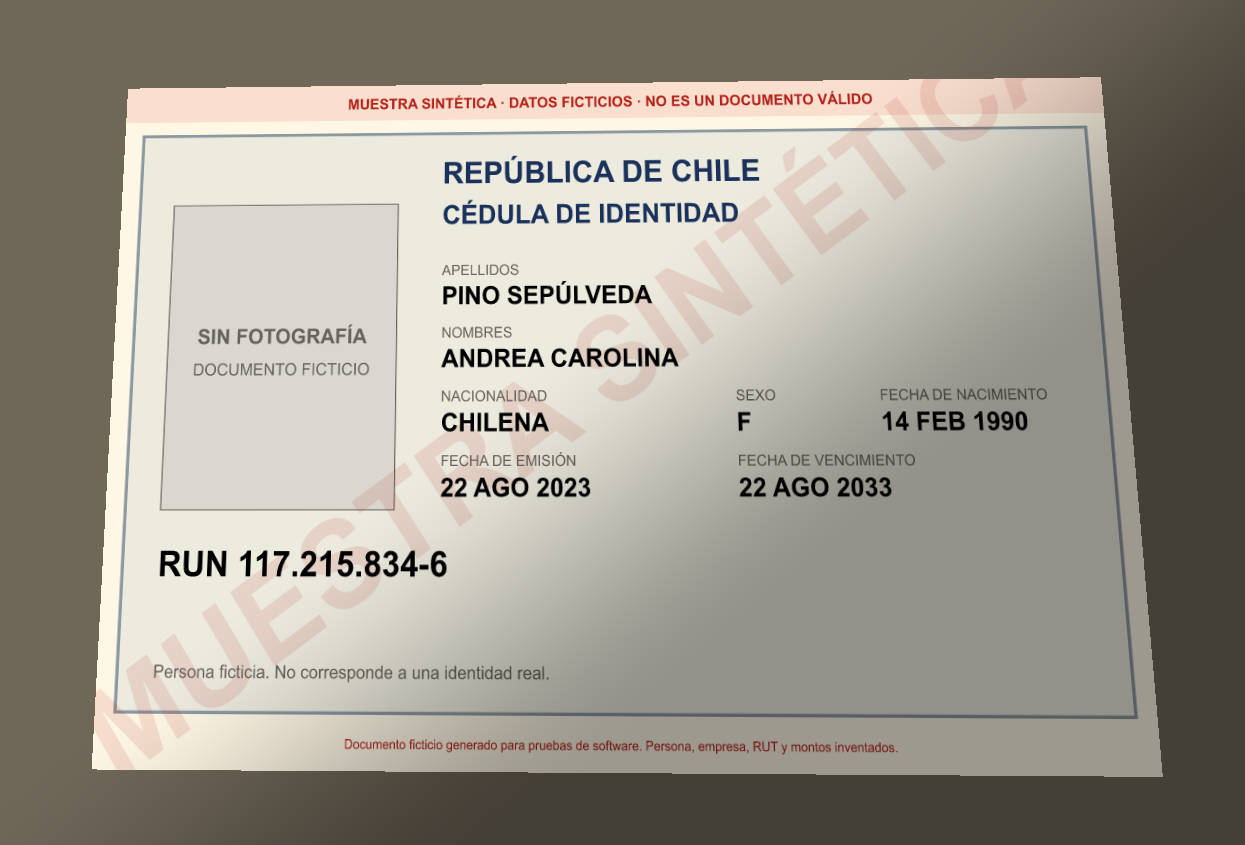 MUESTRA SINTÉTICA · DATOS FICTICIOS · NO ES UN DOCUMENTO VÁLIDO
REPÚBLICA DE CHILE
CÉDULA DE IDENTIDAD
SIN FOTOGRAFÍA
DOCUMENTO FICTICIO
APELLIDOS
PINO SEPÚLVEDA
NOMBRES
ANDREA CAROLINA
NACIONALIDAD SEXO FECHA DE NACIMIENTO
CHILENA F 14 FEB 1990
FECHA DE EMISIÓN FECHA DE VENCIMIENTO
22 AGO 2023 22 AGO 2033
RUN 117.215.834-6
Persona ficticia. No corresponde a una identidad real.
Documento ficticio generado para pruebas de software. Persona, empresa, RUT y montos inventados.
MUESTRA SINTÉTICA